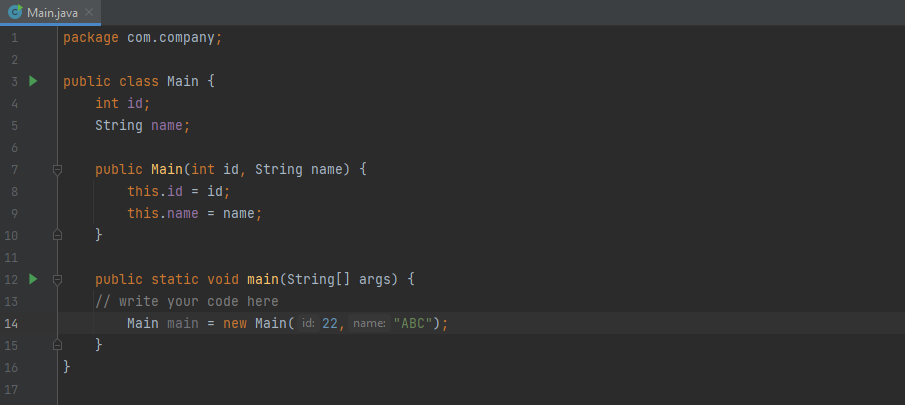 Main.java
1 package com.company;
2
3 public class Main {
4 int id;
5 String name;
6
7 public Main(int id, String name) {
8 this.id = id;
9 this.name = name;
10 }
11
12 public static void main(String[] args) {
13 // write your code here
14 Main main = new Main( id: 22, name: "ABC");
15 }
16 }
17